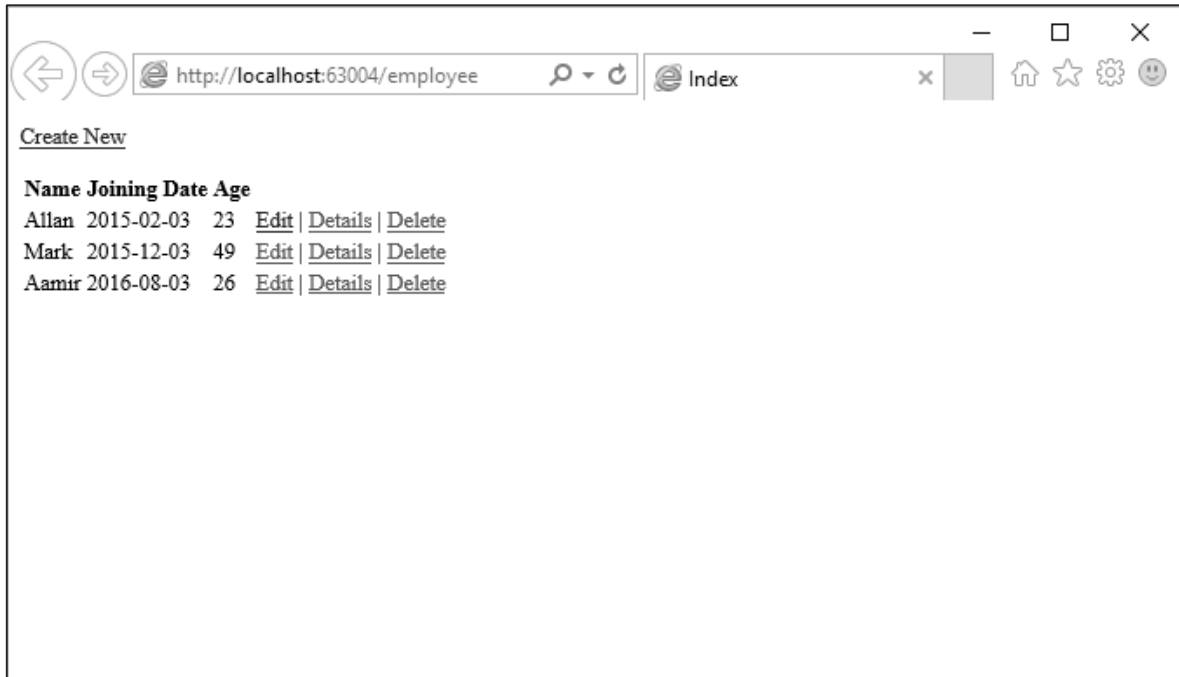 http://localhost:63004/employee
Index
Create New
Name Joining Date Age
Allan 2015-02-03 23 Edit | Details | Delete
Mark 2015-12-03 49 Edit | Details | Delete
Aamir 2016-08-03 26 Edit | Details | Delete